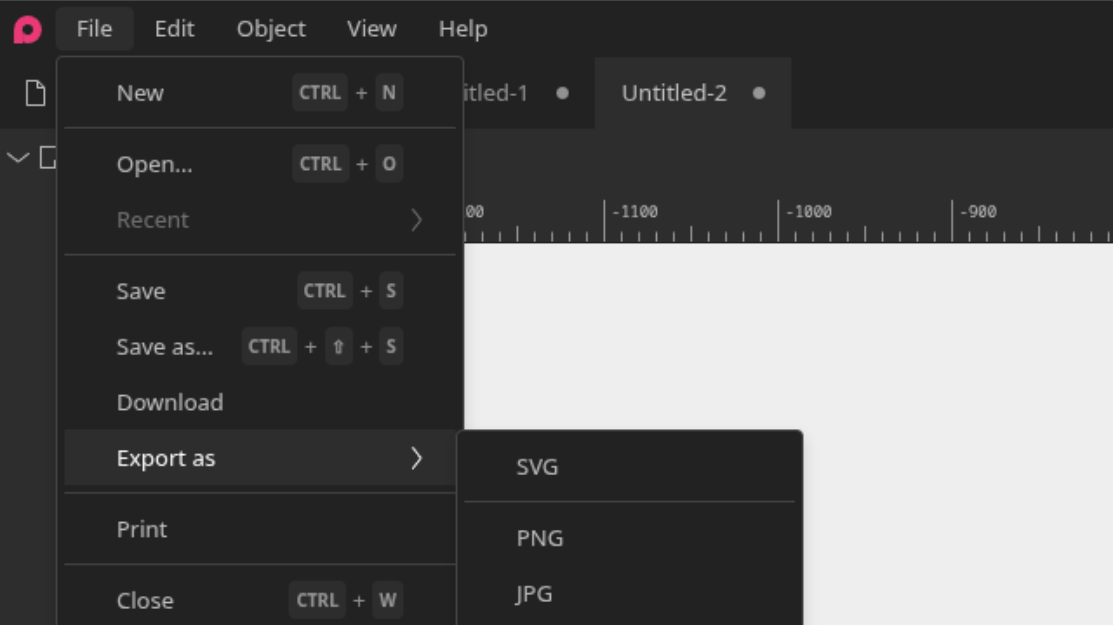 File Edit Object View Help
New CTRL + N
itled-1 Untitled-2
Open... CTRL + O
Recent
00 -1100 -1000 -900
Save CTRL + S
Save as... CTRL + ⇧ + S
Download
Export as
SVG
Print
PNG
JPG
Close CTRL + W